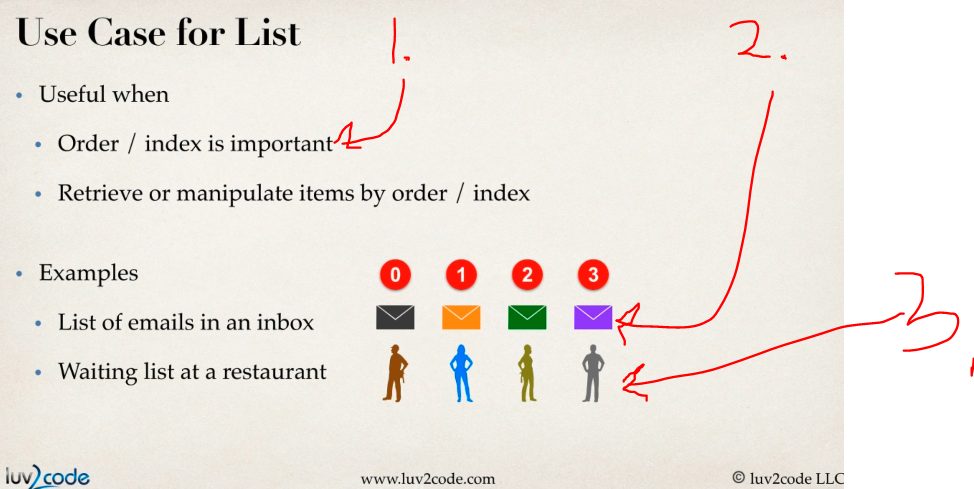 Use Case for List
1.
2.
• Useful when
• Order / index is important
• Retrieve or manipulate items by order / index
• Examples
0 1 2 3
3
• List of emails in an inbox
• Waiting list at a restaurant
luv2code
www.luv2code.com
© luv2code LLC